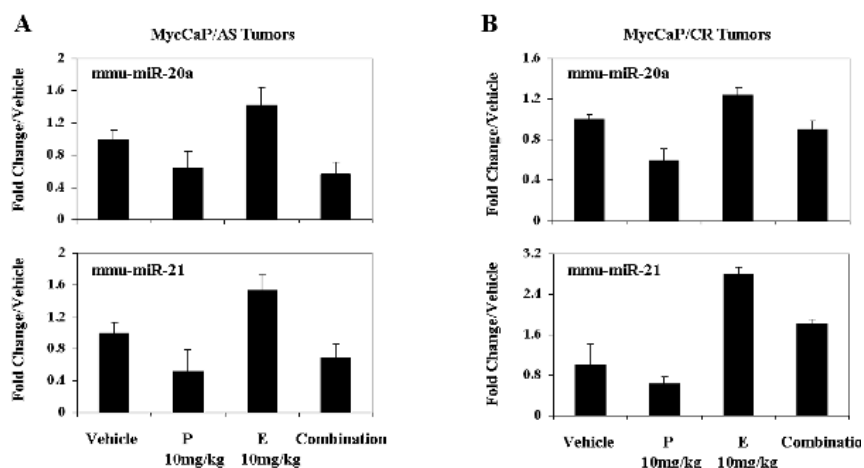 A
MycCaP/AS Tumors
mmu-miR-20a
Fold Change/Vehicle
2
1.6
1.2
0.8
0.4
0
mmu-miR-21
Fold Change/Vehicle
2
1.6
1.2
0.8
0.4
0
Vehicle P E Combination
10mg/kg 10mg/kg
B
MycCaP/CR Tumors
mmu-miR-20a
Fold Change/Vehicle
1.6
1.2
0.8
0.4
0
mmu-miR-21
Fold Change/Vehicle
3.2
2.4
1.6
0.8
0
Vehicle P E Combinatio
10mg/kg 10mg/kg